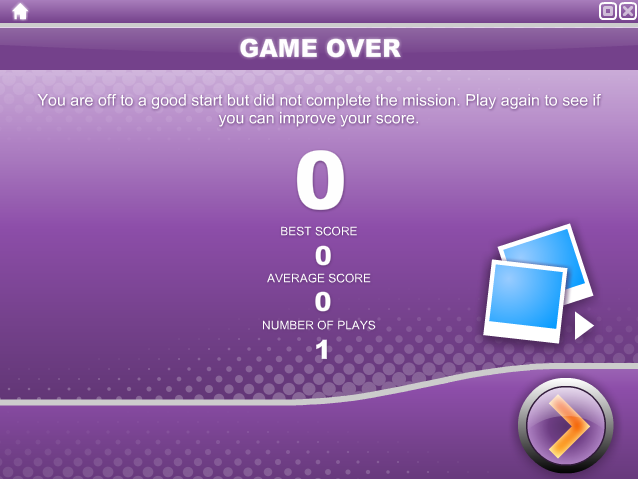 GAME OVER
You are off to a good start but did not complete the mission. Play again to see if
you can improve your score.
0
BEST SCORE
0
AVERAGE SCORE
0
NUMBER OF PLAYS
1